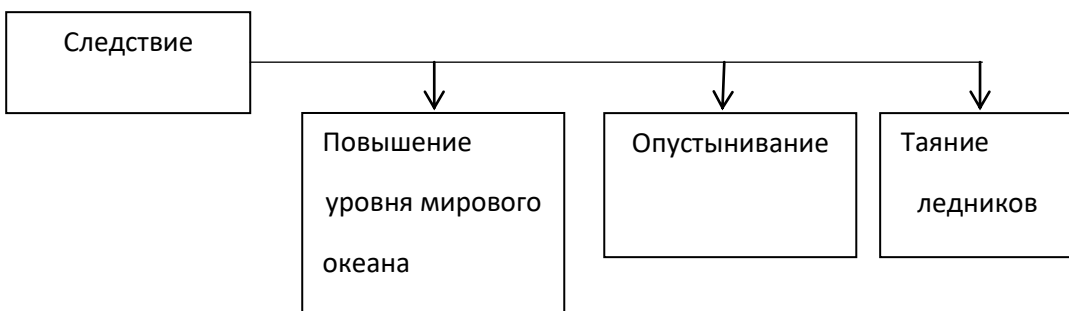 Следствие
Повышение
уровня мирового
океана
Опустынивание
Таяние
ледников